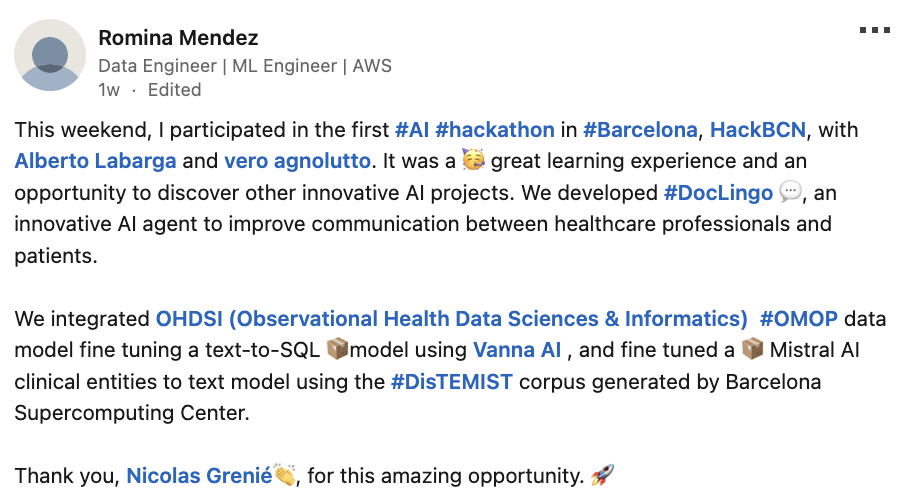 Romina Mendez
Data Engineer | ML Engineer | AWS
1w · Edited
This weekend, I participated in the first #AI #hackathon in #Barcelona, HackBCN, with
Alberto Labarga and vero agnolutto. It was a 🥳 great learning experience and an
opportunity to discover other innovative AI projects. We developed #DocLingo 💬, an
innovative AI agent to improve communication between healthcare professionals and
patients.
We integrated OHDSI (Observational Health Data Sciences & Informatics)  #OMOP data
model fine tuning a text-to-SQL 📦model using Vanna AI , and fine tuned a 📦 Mistral AI
clinical entities to text model using the #DisTEMIST corpus generated by Barcelona
Supercomputing Center.
Thank you, Nicolas Grenié👏, for this amazing opportunity. 🚀